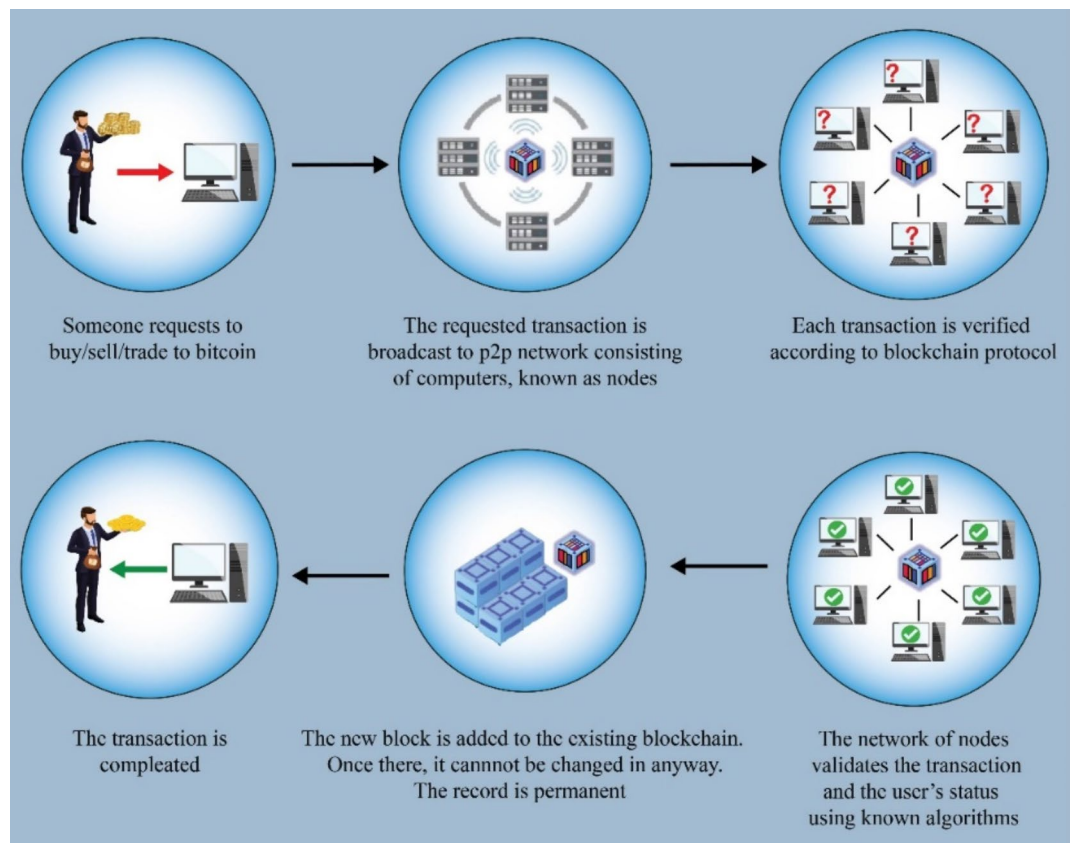 Someone requests to
buy/sell/trade to bitcoin
The requested transaction is
broadcast to p2p network consisting
of computers, known as nodes
Each transaction is verified
according to blockchain protocol
The network of nodes
validates the transaction
and the user's status
using known algorithms
The new block is added to the existing blockchain.
Once there, it cannnot be changed in anyway.
The record is permanent
The transaction is
compleated